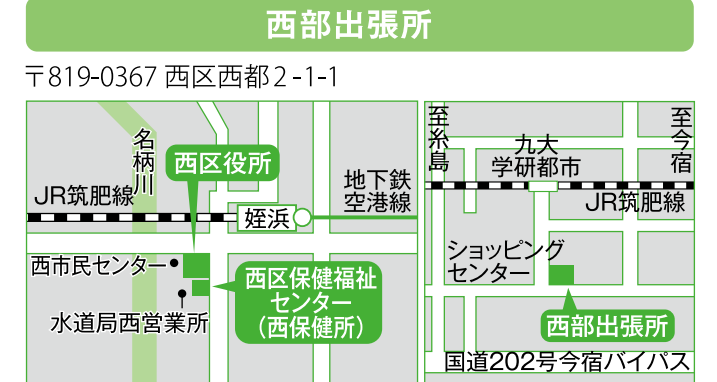 西部出張所
〒819-0367 西区西都2-1-1
名柄川
西区役所
JR筑肥線
地下鉄
空港線
姪浜
西市民センター
西区保健福祉
センター
（西保健所）
水道局西営業所
至糸島
九大
学研都市
至今宿
JR筑肥線
ショッピング
センター
西部出張所
国道202号今宿バイパス